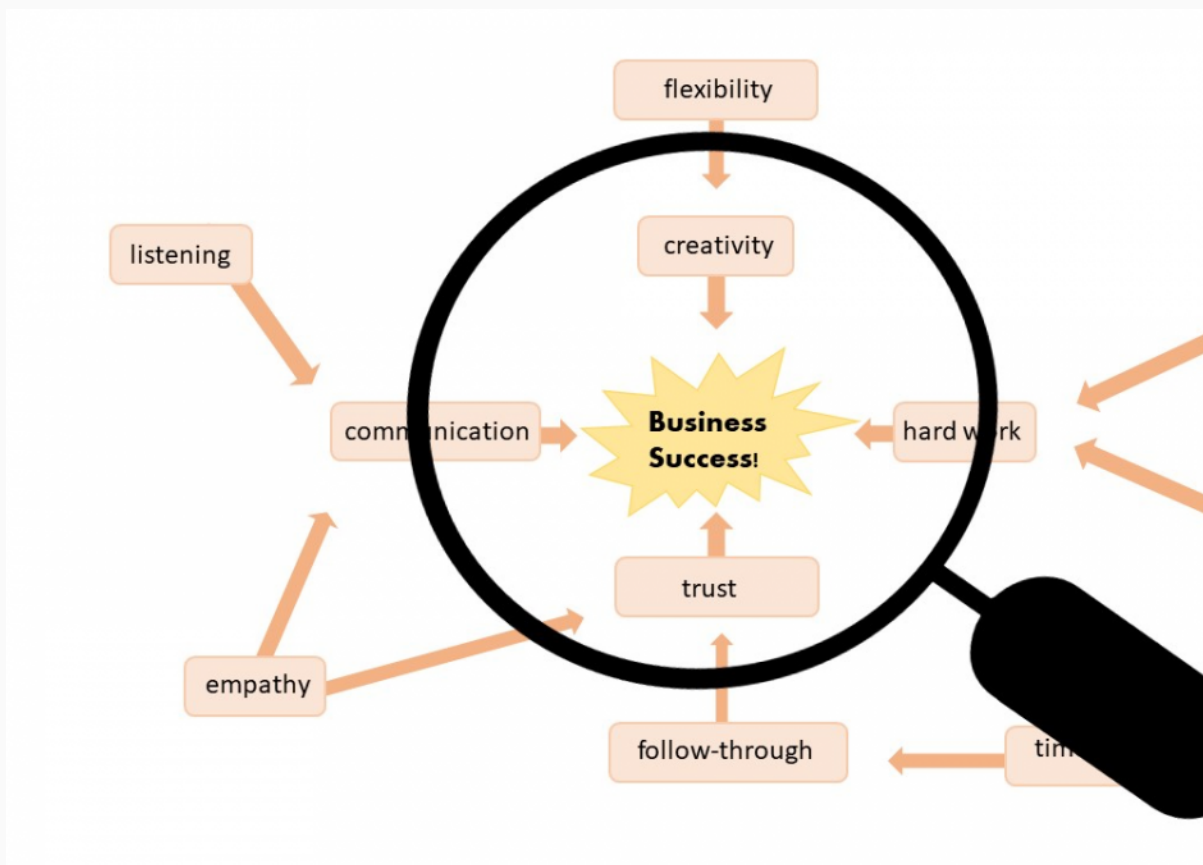 flexibility
listening
creativity
Business
Success!
communication
hard work
trust
empathy
follow-through